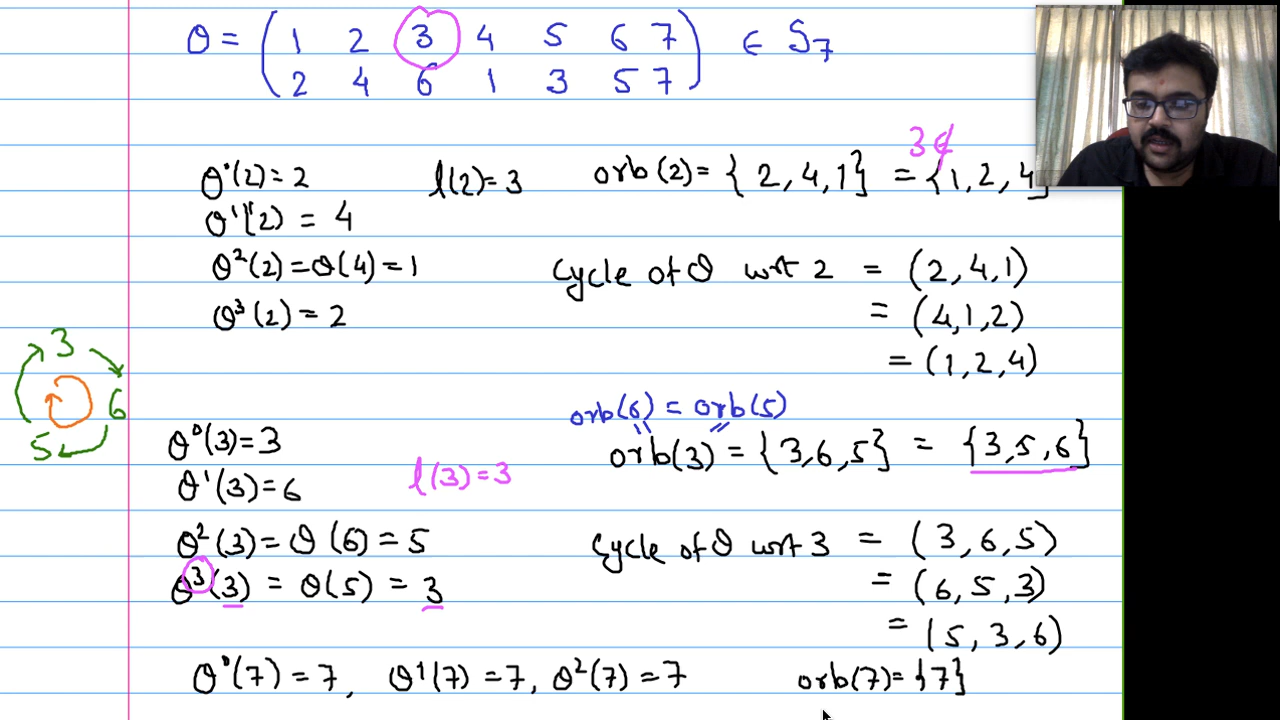 θ = ( 1 2 3 4 5 6 7 ) ∈ S₇
2 4 6 1 3 5 7
3 ∉
θ⁰(2) = 2 l(2) = 3 orb(2) = {2, 4, 1} = {1, 2, 4}
θ¹(2) = 4
θ²(2) = θ(4) = 1 Cycle of θ wrt 2 = (2, 4, 1)
θ³(2) = 2 = (4, 1, 2)
= (1, 2, 4)
3
6
5
orb(6) = orb(5)
θ⁰(3) = 3 orb(3) = {3, 6, 5} = {3, 5, 6}
θ¹(3) = 6 l(3) = 3
θ²(3) = θ(6) = 5 Cycle of θ wrt 3 = (3, 6, 5)
θ³(3) = θ(5) = 3 = (6, 5, 3)
= (5, 3, 6)
θ⁰(7) = 7, θ¹(7) = 7, θ²(7) = 7 orb(7) = {7}